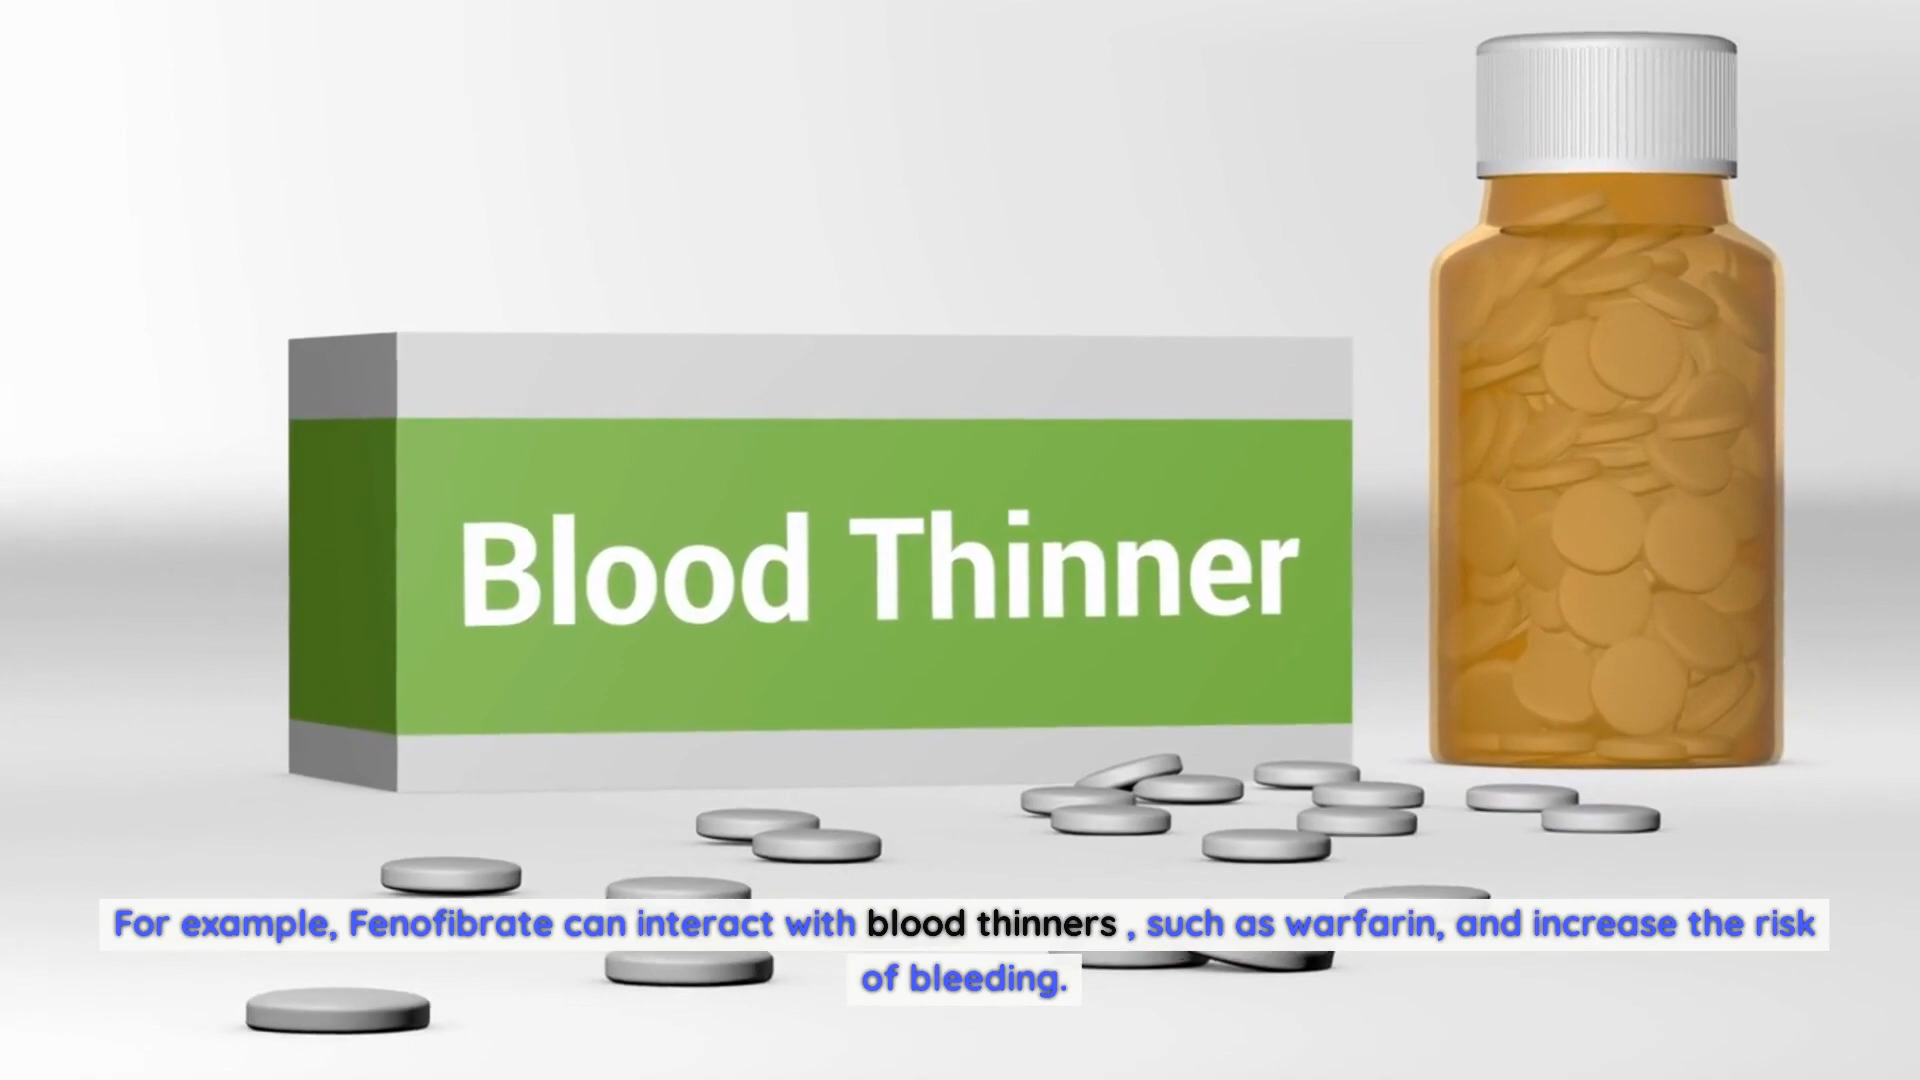 Blood Thinner
For example, Fenofibrate can interact with blood thinners , such as warfarin, and increase the risk
of bleeding.